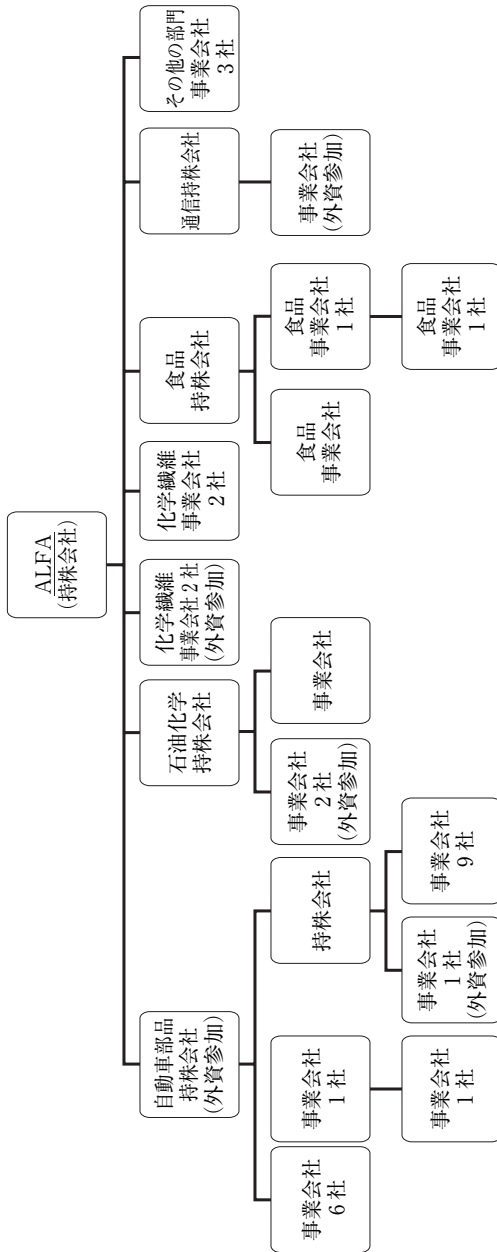 ALFA
(持株会社)
自動車部品
持株会社
(外資参加)
石油化学
持株会社
化学繊維
事業会社2社
(外資参加)
化学繊維
事業会社
2社
食品
持株会社
通信持株会社
その他の部門
事業会社
3社
事業会社
6社
事業会社
1社
持株会社
事業会社
2社
(外資参加)
事業会社
食品
事業会社
食品
事業会社
1社
事業会社
(外資参加)
事業会社
1社
事業会社
1社
(外資参加)
事業会社
9社
食品
事業会社
1社